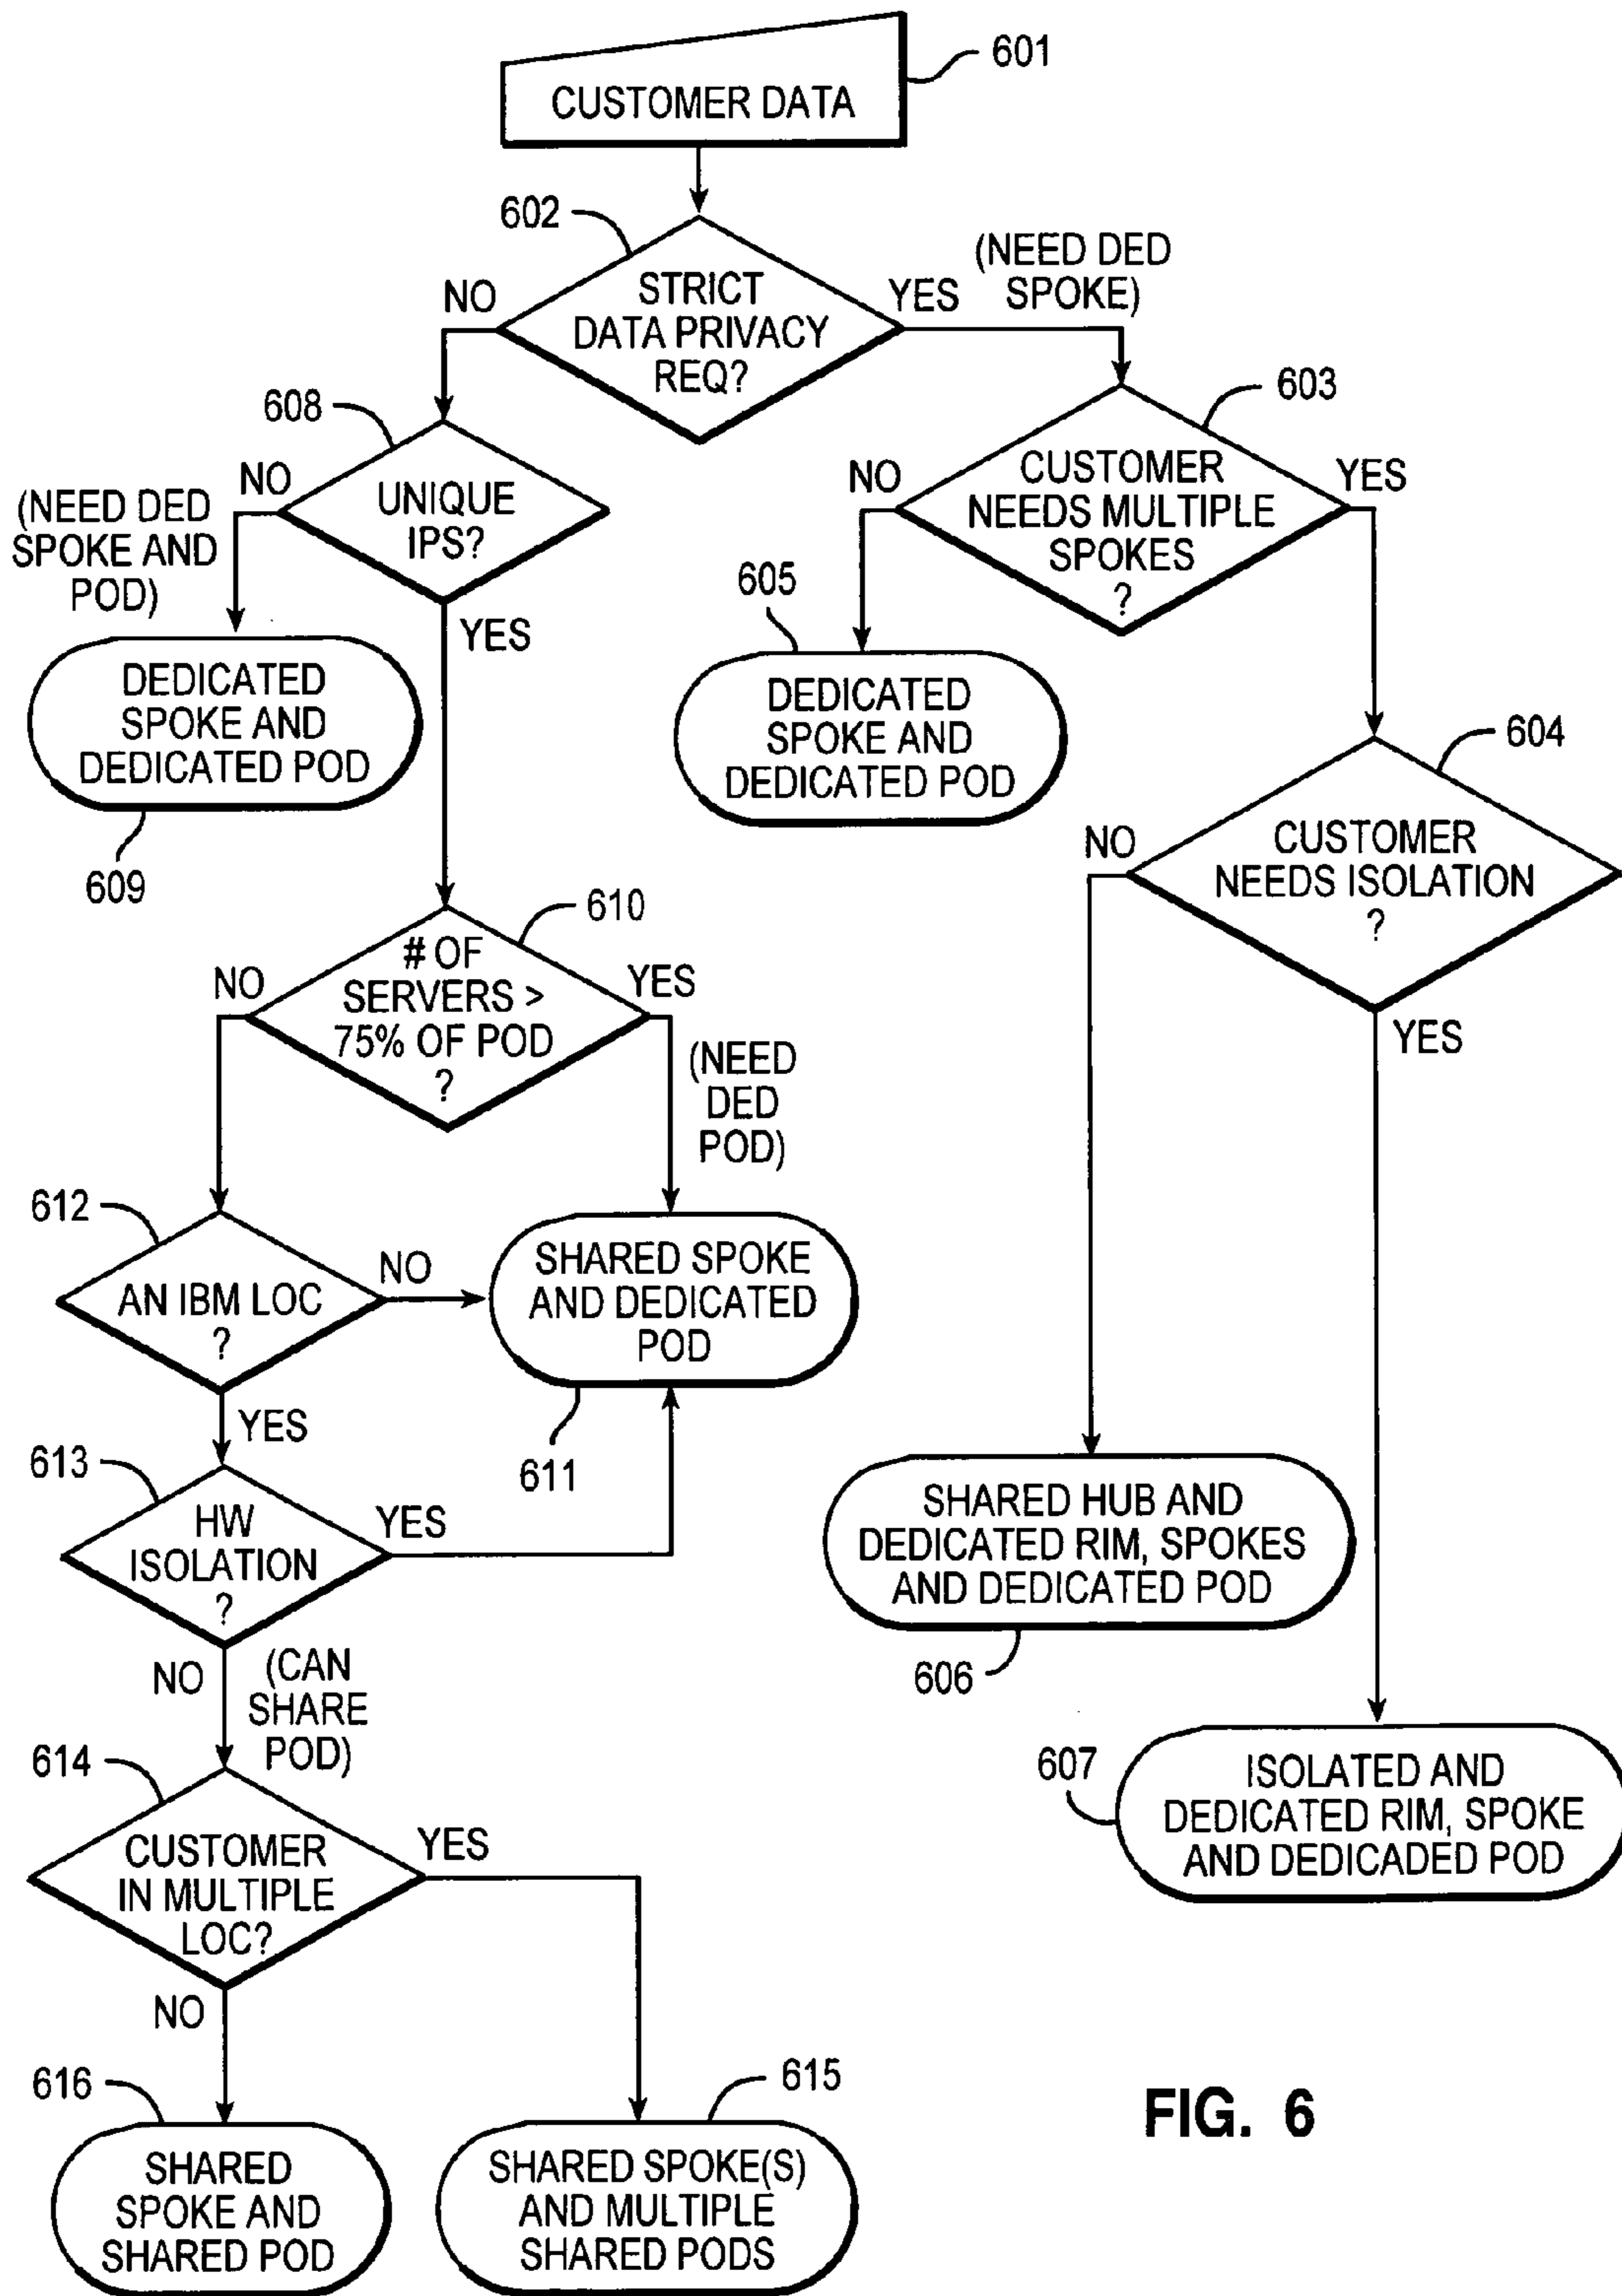 601
CUSTOMER DATA
602
(NEED DED
SPOKE)
NO
YES
STRICT
DATA PRIVACY
REQ?
608
603
NO
(NEED DED
SPOKE AND
POD)
UNIQUE
IPS?
YES
NO
CUSTOMER
NEEDS MULTIPLE
SPOKES
?
YES
605
DEDICATED
SPOKE AND
DEDICATED POD
609
DEDICATED
SPOKE AND
DEDICATED POD
604
NO
CUSTOMER
NEEDS ISOLATION
?
YES
610
NO
# OF
SERVERS >
75% OF POD
?
YES
(NEED
DED
POD)
612
AN IBM LOC
?
NO
SHARED SPOKE
AND DEDICATED
POD
611
YES
613
HW
ISOLATION
?
YES
SHARED HUB AND
DEDICATED RIM, SPOKES
AND DEDICATED POD
606
NO
(CAN
SHARE
POD)
614
607
ISOLATED AND
DEDICATED RIM, SPOKE
AND DEDICADED POD
CUSTOMER
IN MULTIPLE
LOC?
YES
NO
616
615
SHARED
SPOKE AND
SHARED POD
SHARED SPOKE(S)
AND MULTIPLE
SHARED PODS
FIG. 6